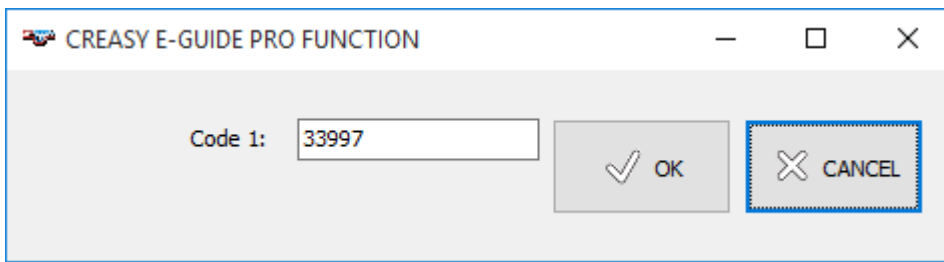 CREASY E-GUIDE PRO FUNCTION
Code 1: 33997 OK CANCEL